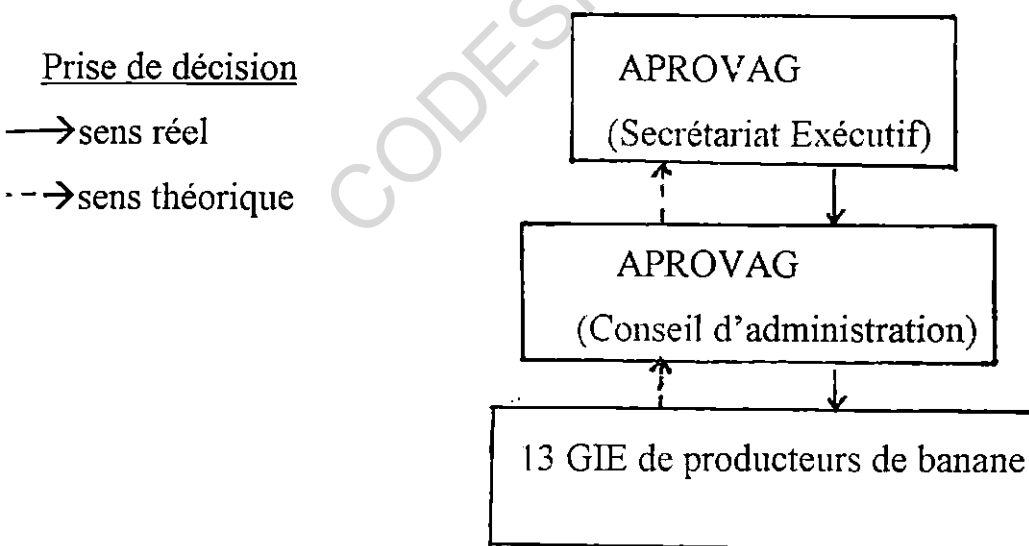 Prise de décision
sens réel
sens théorique
APROVAG
(Secrétariat Exécutif)
APROVAG
(Conseil d'administration)
13 GIE de producteurs de banane